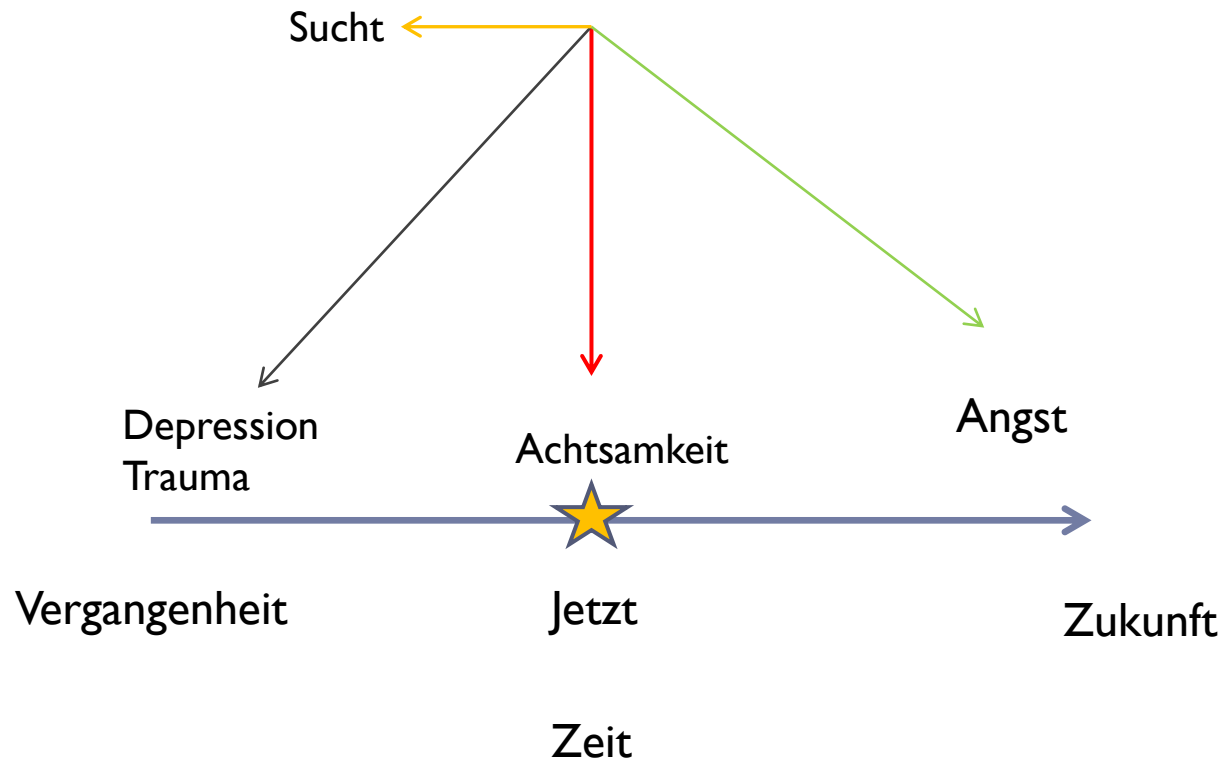 Sucht
Depression
Trauma
Achtsamkeit
Angst
Vergangenheit
Jetzt
Zukunft
Zeit